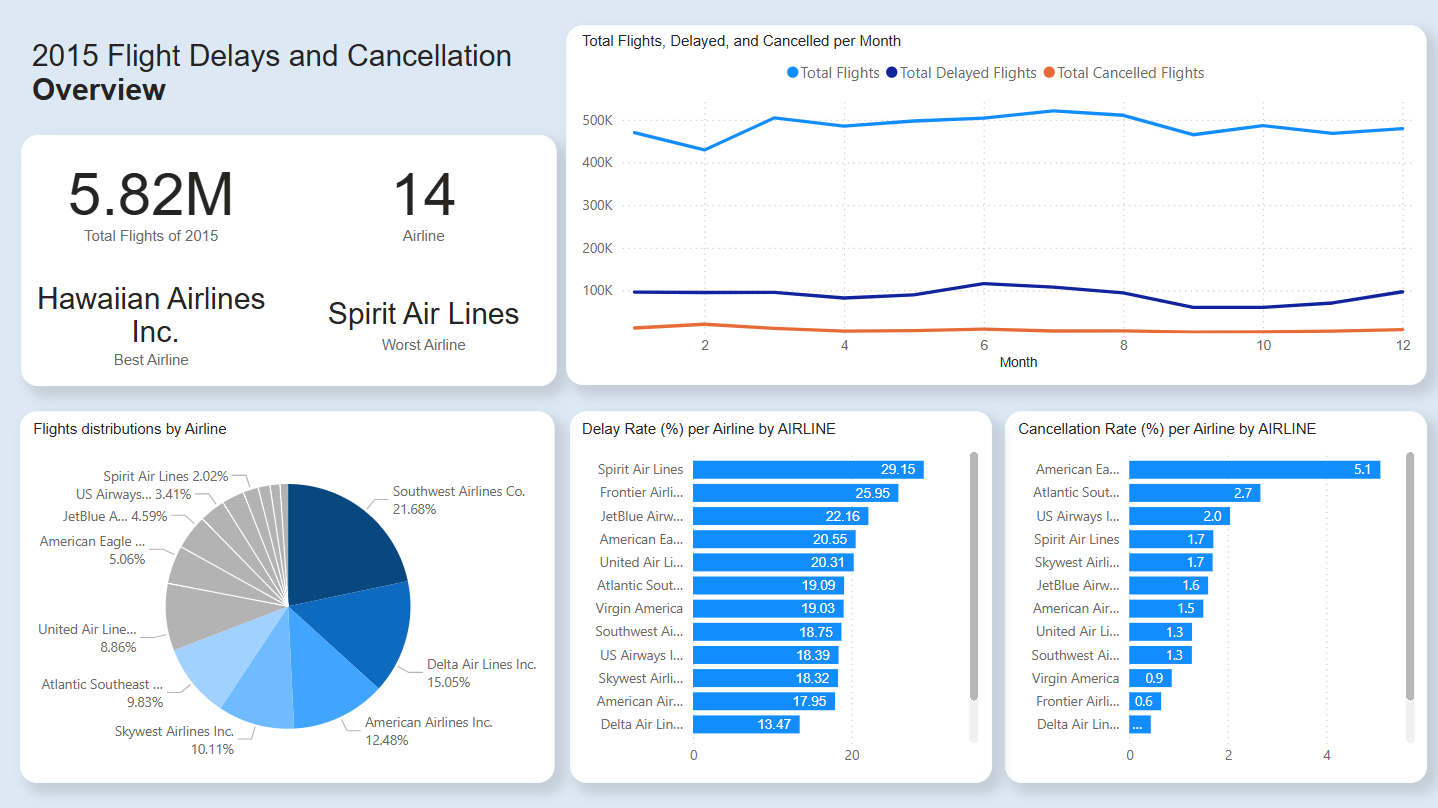 2015 Flight Delays and Cancellation
Overview
5.82M
Total Flights of 2015
14
Airline
Hawaiian Airlines
Inc.
Best Airline
Spirit Air Lines
Worst Airline
Total Flights, Delayed, and Cancelled per Month
Total Flights Total Delayed Flights Total Cancelled Flights
500K
400K
300K
200K
100K
2 4 6 8 10 12
Month
Flights distributions by Airline
Spirit Air Lines 2.02%
US Airways... 3.41%
JetBlue A... 4.59%
American Eagle ...
5.06%
United Air Line...
8.86%
Atlantic Southeast ...
9.83%
Skywest Airlines Inc.
10.11%
Southwest Airlines Co.
21.68%
Delta Air Lines Inc.
15.05%
American Airlines Inc.
12.48%
Delay Rate (%) per Airline by AIRLINE
Spirit Air Lines 29.15
Frontier Airli... 25.95
JetBlue Airw... 22.16
American Ea... 20.55
United Air Li... 20.31
Atlantic Sout... 19.09
Virgin America 19.03
Southwest Ai... 18.75
US Airways I... 18.39
Skywest Airli... 18.32
American Air... 17.95
Delta Air Lin... 13.47
0 20
Cancellation Rate (%) per Airline by AIRLINE
American Ea... 5.1
Atlantic Sout... 2.7
US Airways I... 2.0
Spirit Air Lines 1.7
Skywest Airli... 1.7
JetBlue Airw... 1.6
American Air... 1.5
United Air Li... 1.3
Southwest Ai... 1.3
Virgin America 0.9
Frontier Airli... 0.6
Delta Air Lin... ...
0 2 4